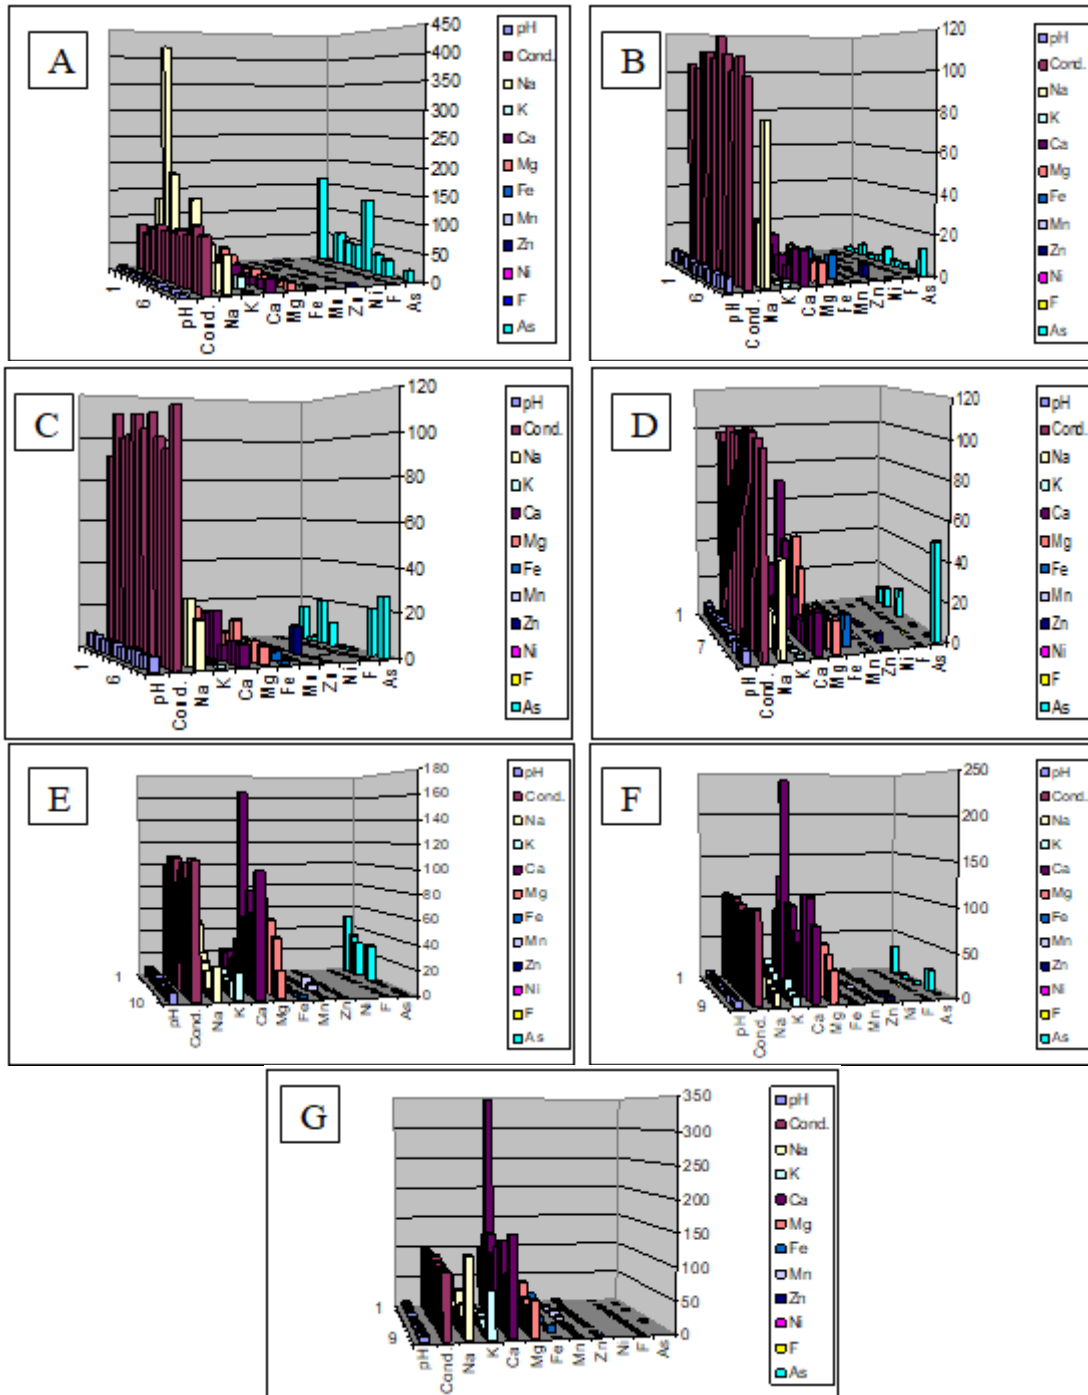 A
450
400
350
300
250
200
150
100
50
0
1
6
pH
Cond.
Na
K
Ca
Mg
Fe
Mn
Zn
Ni
F
As
pH
Cond.
Na
K
Ca
Mg
Fe
Mn
Zn
Ni
F
As
B
120
100
80
60
40
20
0
1
6
pH
Cond.
Na
K
Ca
Mg
Fe
Mn
Zn
Ni
F
As
pH
Cond.
Na
K
Ca
Mg
Fe
Mn
Zn
Ni
F
As
C
120
100
80
60
40
20
0
1
6
pH
Cond.
Na
K
Ca
Mg
Fe
Mn
Zn
Ni
F
As
pH
Cond.
Na
K
Ca
Mg
Fe
Mn
Zn
Ni
F
As
D
120
100
80
60
40
20
0
1
7
pH
Cond.
Na
K
Ca
Mg
Fe
Mn
Zn
Ni
F
As
pH
Cond.
Na
K
Ca
Mg
Fe
Mn
Zn
Ni
F
As
E
180
160
140
120
100
80
60
40
20
0
1
10
pH
Cond.
Na
K
Ca
Mg
Fe
Mn
Zn
Ni
F
As
pH
Cond.
Na
K
Ca
Mg
Fe
Mn
Zn
Ni
F
As
F
250
200
150
100
50
0
1
9
pH
Cond.
Na
K
Ca
Mg
Fe
Mn
Zn
Ni
F
As
pH
Cond.
Na
K
Ca
Mg
Fe
Mn
Zn
Ni
F
As
G
350
300
250
200
150
100
50
0
1
9
pH
Cond.
Na
K
Ca
Mg
Fe
Mn
Zn
Ni
F
As
pH
Cond.
Na
K
Ca
Mg
Fe
Mn
Zn
Ni
F
As